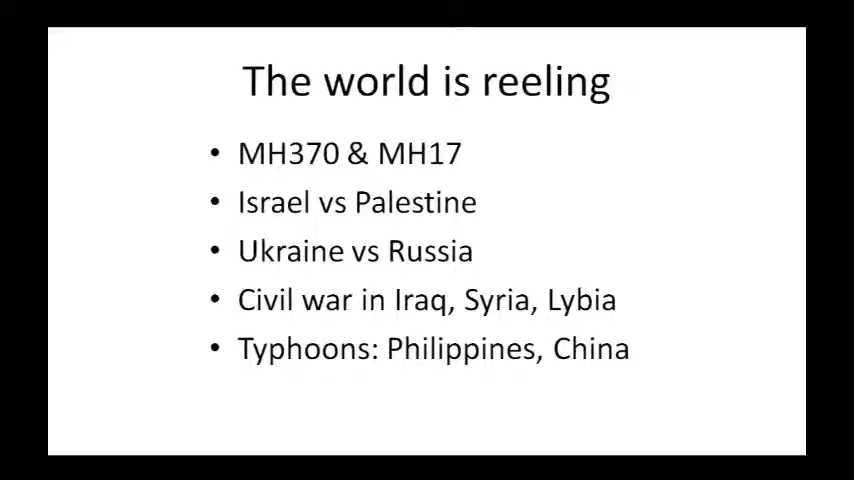 The world is reeling
• MH370 & MH17
• Israel vs Palestine
• Ukraine vs Russia
• Civil war in Iraq, Syria, Lybia
• Typhoons: Philippines, China